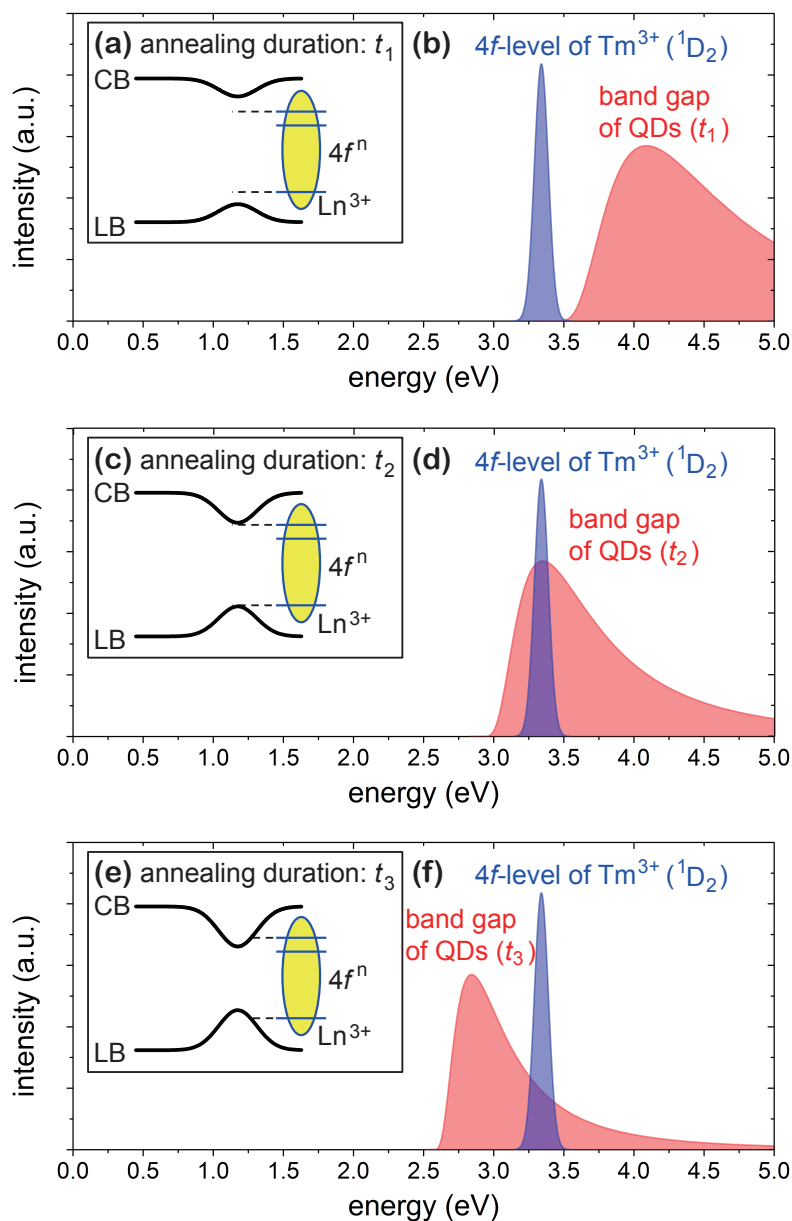 (a) annealing duration: t₁
CB
4fⁿ
Ln³⁺
LB
(b)
4f-level of Tm³⁺ (¹D₂)
band gap
of QDs (t₁)
intensity (a.u.)
0.0 0.5 1.0 1.5 2.0 2.5 3.0 3.5 4.0 4.5 5.0
energy (eV)
(c) annealing duration: t₂
CB
4fⁿ
Ln³⁺
LB
(d)
4f-level of Tm³⁺ (¹D₂)
band gap
of QDs (t₂)
intensity (a.u.)
0.0 0.5 1.0 1.5 2.0 2.5 3.0 3.5 4.0 4.5 5.0
energy (eV)
(e) annealing duration: t₃
CB
4fⁿ
Ln³⁺
LB
(f)
4f-level of Tm³⁺ (¹D₂)
band gap
of QDs (t₃)
intensity (a.u.)
0.0 0.5 1.0 1.5 2.0 2.5 3.0 3.5 4.0 4.5 5.0
energy (eV)